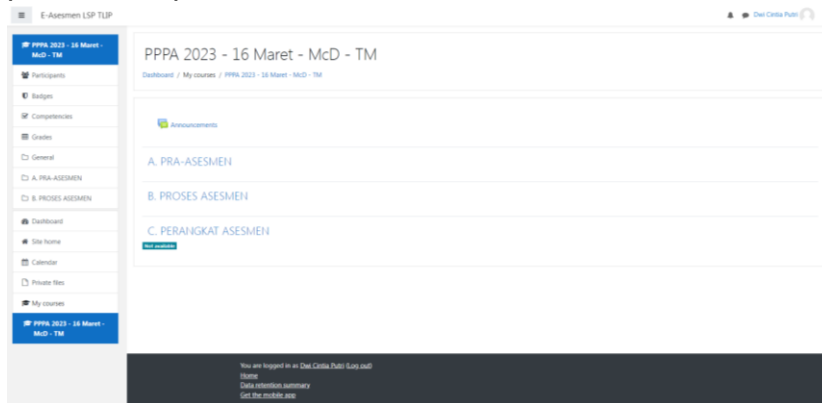 E-Asesmen LSP TLIP
Dwi Cintia Putri
PPPA 2023 - 16 Maret -
McD - TM
Participants
Badges
Competencies
Grades
General
A. PRA-ASESMEN
B. PROSES ASESMEN
Dashboard
Site home
Calendar
Private files
My courses
PPPA 2023 - 16 Maret -
McD - TM
PPPA 2023 - 16 Maret - McD - TM
Dashboard / My courses / PPPA 2023 - 16 Maret - McD - TM
Announcements
A. PRA-ASESMEN
B. PROSES ASESMEN
C. PERANGKAT ASESMEN
Not available
You are logged in as Dwi Cintia Putri (Log out)
Home
Data retention summary
Get the mobile app